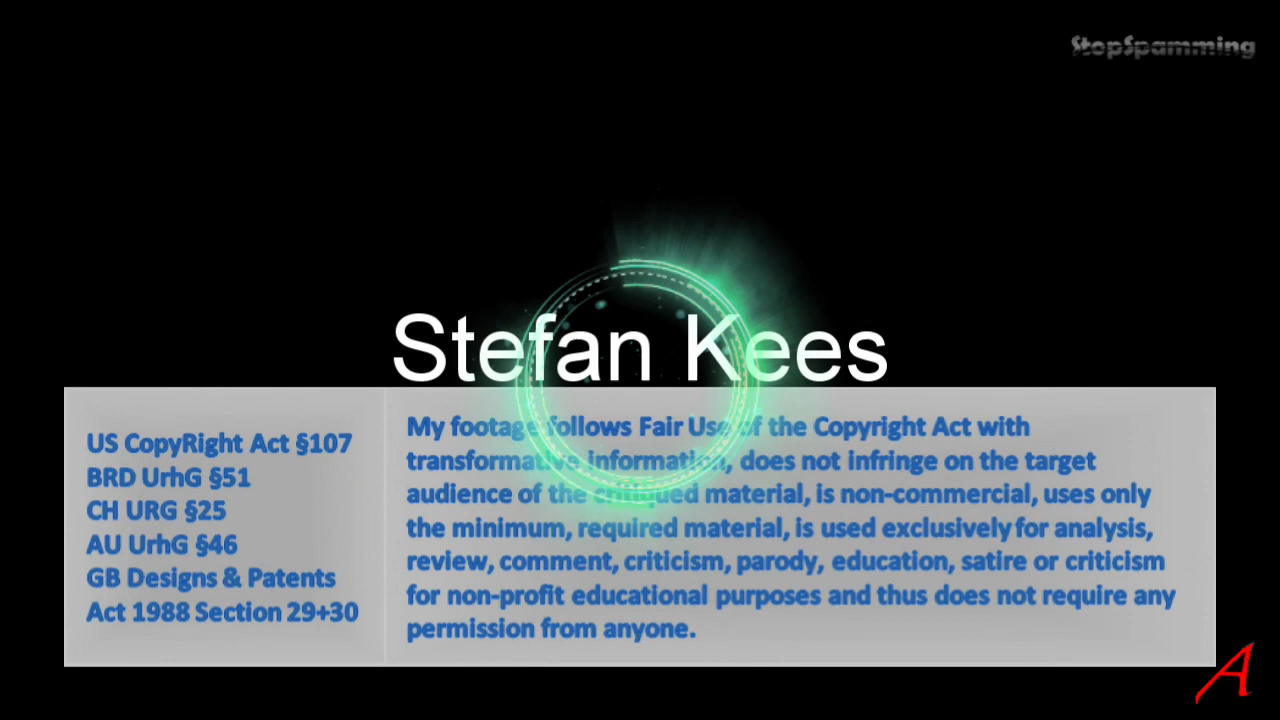 StopSpamming
Stefan Kees
US CopyRight Act §107
BRD UrhG §51
CH URG §25
AU UrhG §46
GB Designs & Patents
Act 1988 Section 29+30
My footage follows Fair Use of the Copyright Act with
transformative information, does not infringe on the target
audience of the critiqued material, is non-commercial, uses only
the minimum, required material, is used exclusively for analysis,
review, comment, criticism, parody, education, satire or criticism
for non-profit educational purposes and thus does not require any
permission from anyone.
A